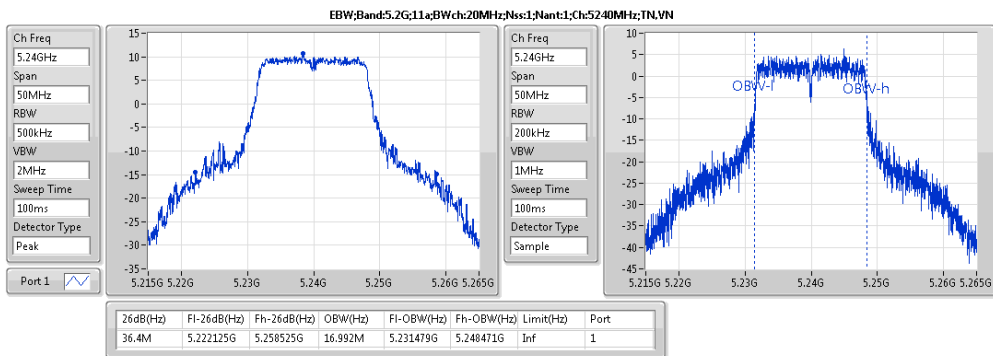 EBW;Band:5.2G;11a;BWch:20MHz;Nss:1;Nant:1;Ch:5240MHz;TN,VN
Ch Freq
5.24GHz
Span
50MHz
RBW
500kHz
VBW
2MHz
Sweep Time
100ms
Detector Type
Peak
Port 1
15
10
5
0
-5
-10
-15
-20
-25
-30
-35
5.215G 5.22G 5.23G 5.24G 5.25G 5.26G 5.265G
Ch Freq
5.24GHz
Span
50MHz
RBW
200kHz
VBW
1MHz
Sweep Time
100ms
Detector Type
Sample
10
5
0
-5
-10
-15
-20
-25
-30
-35
-40
-45
OBW-l OBW-h
5.215G 5.22G 5.23G 5.24G 5.25G 5.26G 5.265G
26dB(Hz) Fl-26dB(Hz) Fh-26dB(Hz) OBW(Hz) Fl-OBW(Hz) Fh-OBW(Hz) Limit(Hz) Port
36.4M 5.222125G 5.258525G 16.992M 5.231479G 5.248471G Inf 1